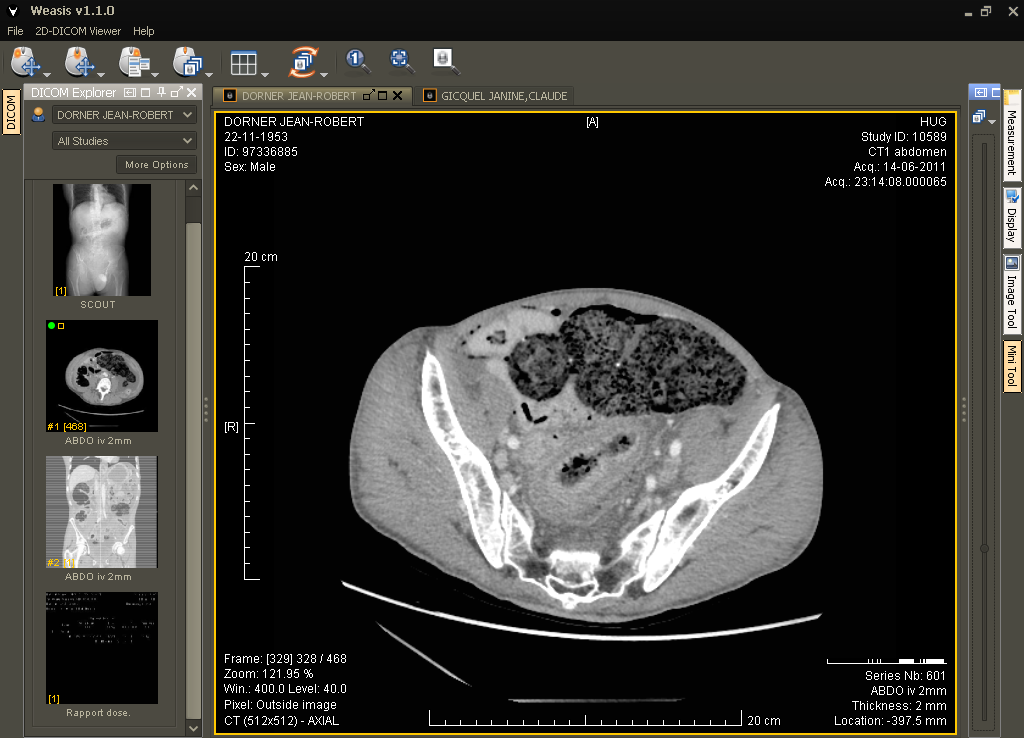 Weasis v1.1.0
File 2D-DICOM Viewer Help
DICOM
DICOM Explorer
DORNER JEAN-ROBERT
All Studies
More Options
[1]
SCOUT
#1 [468]
ABDO iv 2mm
#2
ABDO iv 2mm
[1]
Rapport dose.
DORNER JEAN-ROBERT
GICQUEL JANINE,CLAUDE
DORNER JEAN-ROBERT
22-11-1953
ID: 97336885
Sex: Male
[A]
HUG
Study ID: 10589
CT1 abdomen
Acq.: 14-06-2011
Acq.: 23:14:08.000065
20 cm
[R]
Frame: [329] 328 / 468
Zoom: 121.95 %
Win.: 400.0 Level: 40.0
Pixel: Outside image
CT (512x512) - AXIAL
20 cm
Series Nb: 601
ABDO iv 2mm
Thickness: 2 mm
Location: -397.5 mm
Measurement
Display
Image Tool
Mini Tool